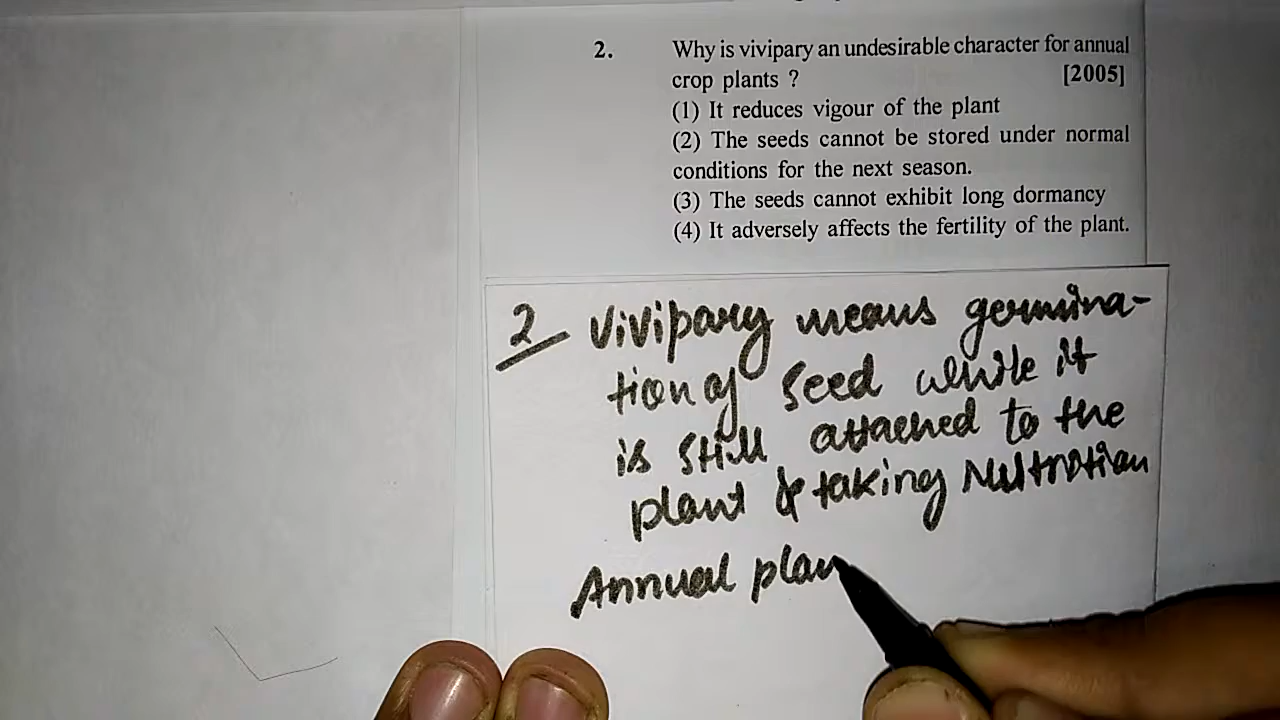 2. Why is vivipary an undesirable character for annual
crop plants ? [2005]
(1) It reduces vigour of the plant
(2) The seeds cannot be stored under normal
conditions for the next season.
(3) The seeds cannot exhibit long dormancy
(4) It adversely affects the fertility of the plant.
2 Vivipary means germina-
tion of seed while it
is still attached to the
plant & taking Nutrition
Annual plan